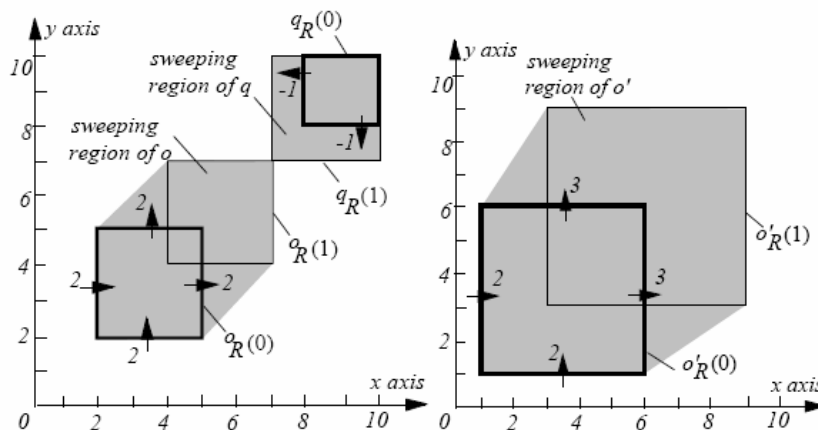 y axis
q_R(0)
sweeping
region of q
10
-1
-1
8
sweeping
region of o
q_R(1)
6
2
o_R(1)
4
2
2
o_R(0)
2
2
x axis
0
2
4
6
8
10
y axis
sweeping
region of o'
10
8
3
6
o'_R(1)
4
2
3
2
2
o'_R(0)
x axis
0
2
4
6
8
10